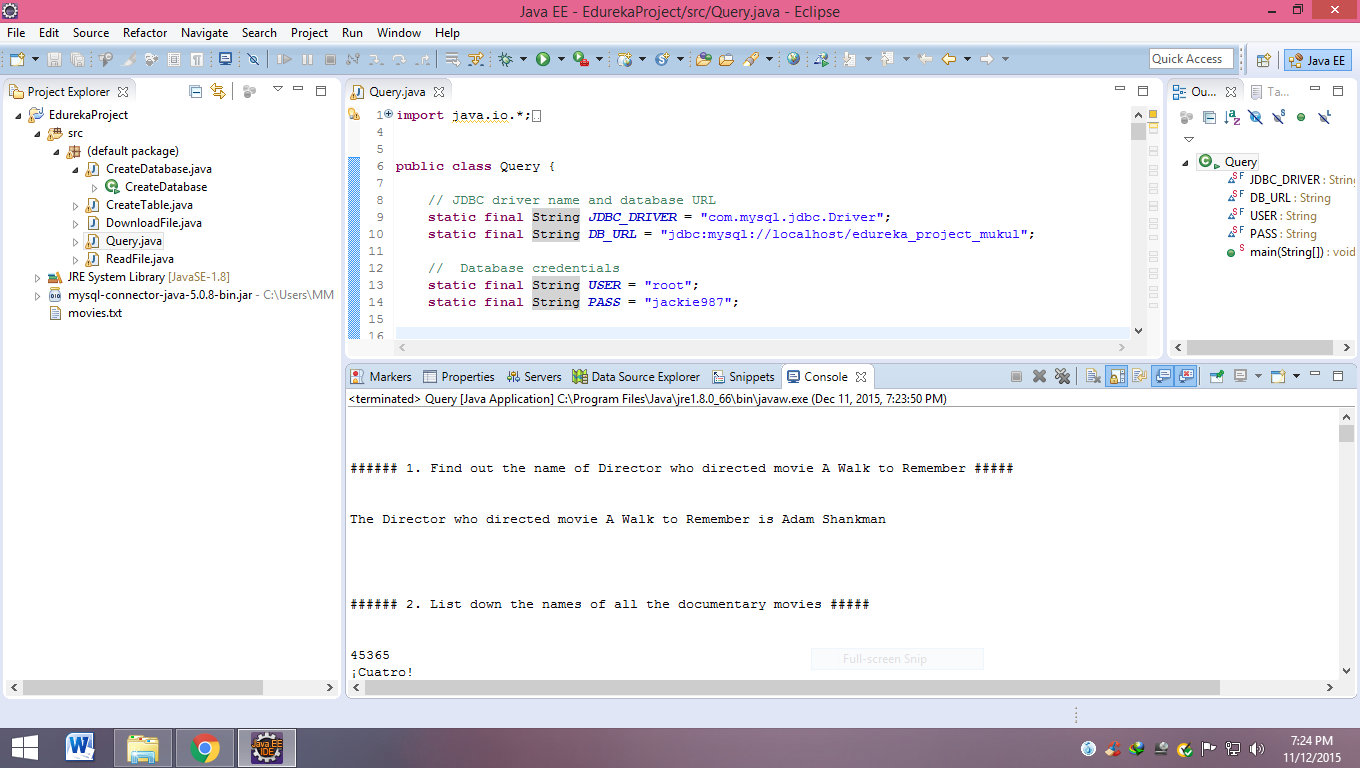 Java EE - EdurekaProject/src/Query.java - Eclipse
File Edit Source Refactor Navigate Search Project Run Window Help
Quick Access
Java EE
Project Explorer
EdurekaProject
src
(default package)
CreateDatabase.java
CreateDatabase
CreateTable.java
DownloadFile.java
Query.java
ReadFile.java
JRE System Library [JavaSE-1.8]
mysql-connector-java-5.0.8-bin.jar - C:\Users\MM
movies.txt
Query.java
1 import java.io.*;
4
5
6 public class Query {
7
8 // JDBC driver name and database URL
9 static final String JDBC_DRIVER = "com.mysql.jdbc.Driver";
10 static final String DB_URL = "jdbc:mysql://localhost/edureka_project_mukul";
11
12 //  Database credentials
13 static final String USER = "root";
14 static final String PASS = "jackie987";
15
16
Ou... Ta...
Query
JDBC_DRIVER : String
DB_URL : String
USER : String
PASS : String
main(String[]) : void
Markers Properties Servers Data Source Explorer Snippets Console
<terminated> Query [Java Application] C:\Program Files\Java\jre1.8.0_66\bin\javaw.exe (Dec 11, 2015, 7:23:50 PM)
###### 1. Find out the name of Director who directed movie A Walk to Remember #####
The Director who directed movie A Walk to Remember is Adam Shankman
###### 2. List down the names of all the documentary movies #####
45365
¡Cuatro!
Full-screen Snip
Java EE
IDE
7:24 PM
11/12/2015